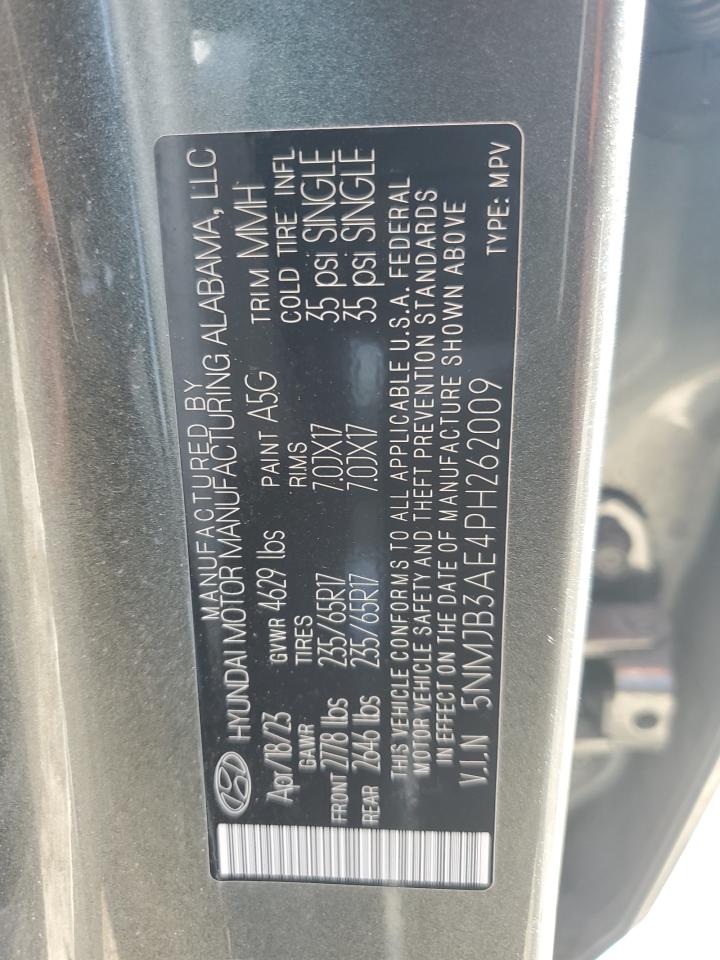 MANUFACTURED BY
HYUNDAI MOTOR MANUFACTURING ALABAMA, LLC
Apr/18/23 GVWR 4629 lbs PAINT A5G TRIM MMH
GAWR TIRES RIMS COLD TIRE INFL
FRONT 2778 lbs 235/65R17 7.0JX17 35 psi SINGLE
REAR 2646 lbs 235/65R17 7.0JX17 35 psi SINGLE
THIS VEHICLE CONFORMS TO ALL APPLICABLE U.S.A. FEDERAL
MOTOR VEHICLE SAFETY AND THEFT PREVENTION STANDARDS
IN EFFECT ON THE DATE OF MANUFACTURE SHOWN ABOVE
V.I.N 5NMJB3AE4PH262009 TYPE: MPV